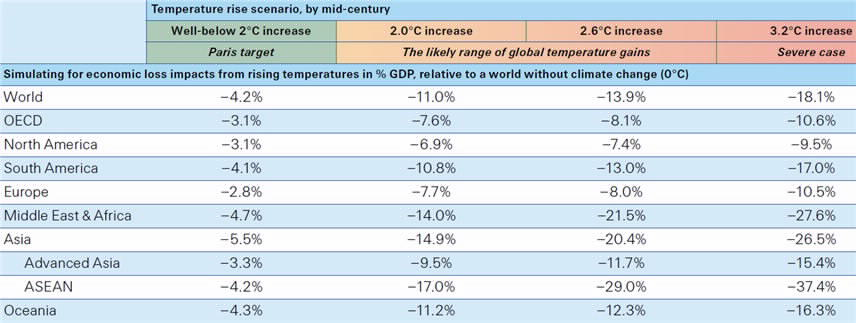 Temperature rise scenario, by mid-century
Well-below 2°C increase 2.0°C increase 2.6°C increase 3.2°C increase
Paris target The likely range of global temperature gains Severe case
Simulating for economic loss impacts from rising temperatures in % GDP, relative to a world without climate change (0°C)
World −4.2% −11.0% −13.9% −18.1%
OECD −3.1% −7.6% −8.1% −10.6%
North America −3.1% −6.9% −7.4% −9.5%
South America −4.1% −10.8% −13.0% −17.0%
Europe −2.8% −7.7% −8.0% −10.5%
Middle East & Africa −4.7% −14.0% −21.5% −27.6%
Asia −5.5% −14.9% −20.4% −26.5%
Advanced Asia −3.3% −9.5% −11.7% −15.4%
ASEAN −4.2% −17.0% −29.0% −37.4%
Oceania −4.3% −11.2% −12.3% −16.3%